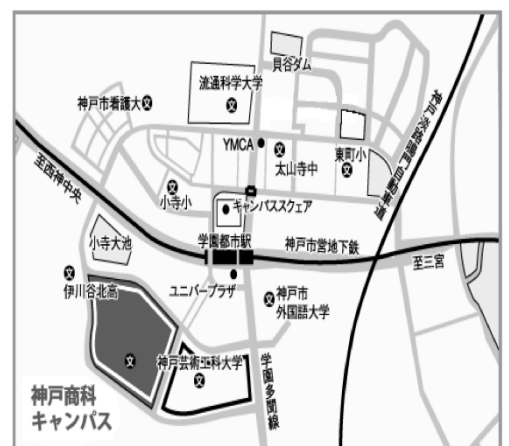 貝谷ダム
流通科学大学
神戸市看護大
神戸淡路鳴門自動車道
YMCA
太山寺中
東町小
至西神中央
小寺小
キャンパススクェア
小寺大池
学園都市駅
神戸市営地下鉄
至三宮
伊川谷北高
ユニバープラザ
神戸市
外国語大学
神戸芸術工科大学
学園多聞線
神戸商科
キャンパス